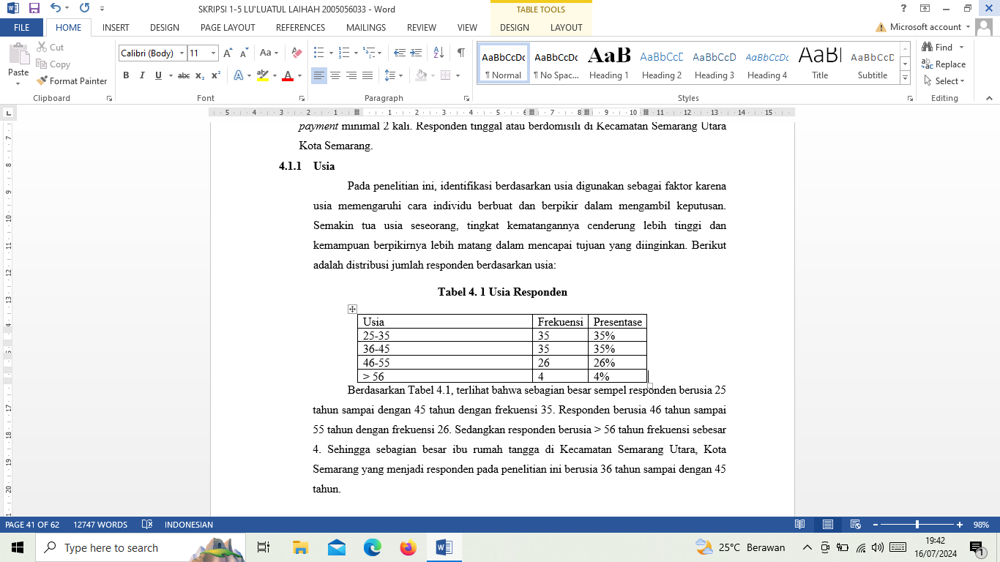 SKRIPSI 1-5 LU'LUATUL LAIHAH 2005056033 - Word
TABLE TOOLS
FILE HOME INSERT DESIGN PAGE LAYOUT REFERENCES MAILINGS REVIEW VIEW DESIGN LAYOUT Microsoft account
Paste
Cut
Copy
Format Painter
Calibri (Body) 11
AaBbCcDc AaBbCcDc AaB AaBbCcD AaBbCcD AaBbCcDc AaBl AaBbCcD
¶ Normal ¶ No Spac... Heading 1 Heading 2 Heading 3 Heading 4 Title Subtitle
Find
Replace
Select
Clipboard Font Paragraph Styles Editing
payment minimal 2 kali. Responden tinggal atau berdomisili di Kecamatan Semarang Utara
Kota Semarang.
4.1.1 Usia
Pada penelitian ini, identifikasi berdasarkan usia digunakan sebagai faktor karena
usia memengaruhi cara individu berbuat dan berpikir dalam mengambil keputusan.
Semakin tua usia seseorang, tingkat kematangannya cenderung lebih tinggi dan
kemampuan berpikirnya lebih matang dalam mencapai tujuan yang diinginkan. Berikut
adalah distribusi jumlah responden berdasarkan usia:
Tabel 4. 1 Usia Responden
Usia Frekuensi Presentase
25-35 35 35%
36-45 35 35%
46-55 26 26%
> 56 4 4%
Berdasarkan Tabel 4.1, terlihat bahwa sebagian besar sempel responden berusia 25
tahun sampai dengan 45 tahun dengan frekuensi 35. Responden berusia 46 tahun sampai
55 tahun dengan frekuensi 26. Sedangkan responden berusia > 56 tahun frekuensi sebesar
4. Sehingga sebagian besar ibu rumah tangga di Kecamatan Semarang Utara, Kota
Semarang yang menjadi responden pada penelitian ini berusia 36 tahun sampai dengan 45
tahun.
PAGE 41 OF 62 12747 WORDS INDONESIAN 98%
Type here to search
25°C Berawan
19:42
16/07/2024